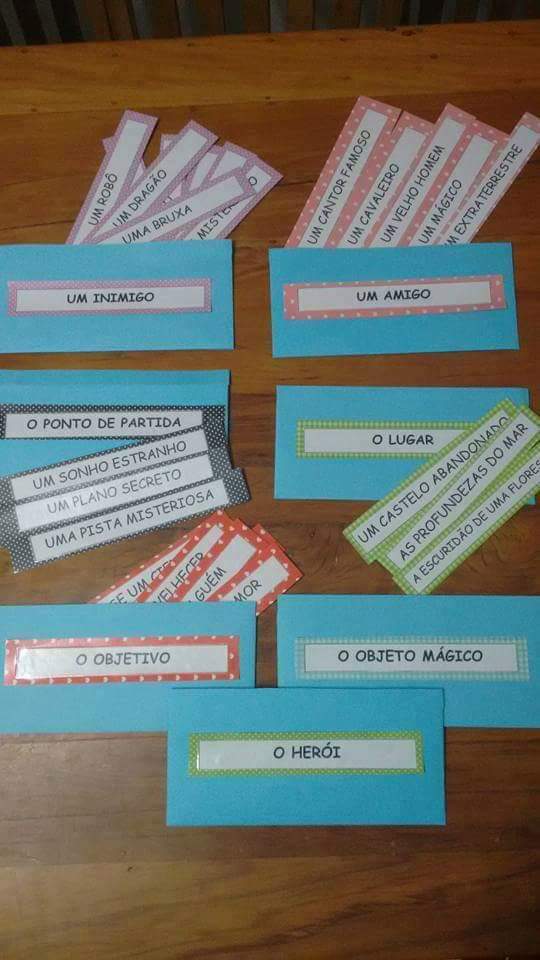 UM ROBÔ
UM DRAGÃO
UMA BRUXA
UM INIMIGO
UM CANTOR FAMOSO
UM CAVALEIRO
UM VELHO HOMEM
UM MÁGICO
EXTRATERRESTRE
UM AMIGO
O PONTO DE PARTIDA
UM SONHO ESTRANHO
UM PLANO SECRETO
UMA PISTA MISTERIOSA
O LUGAR
UM CASTELO ABANDONADO
AS PROFUNDEZAS DO MAR
A ESCURIDÃO DE UMA
O OBJETIVO
O OBJETO MÁGICO
O HERÓI